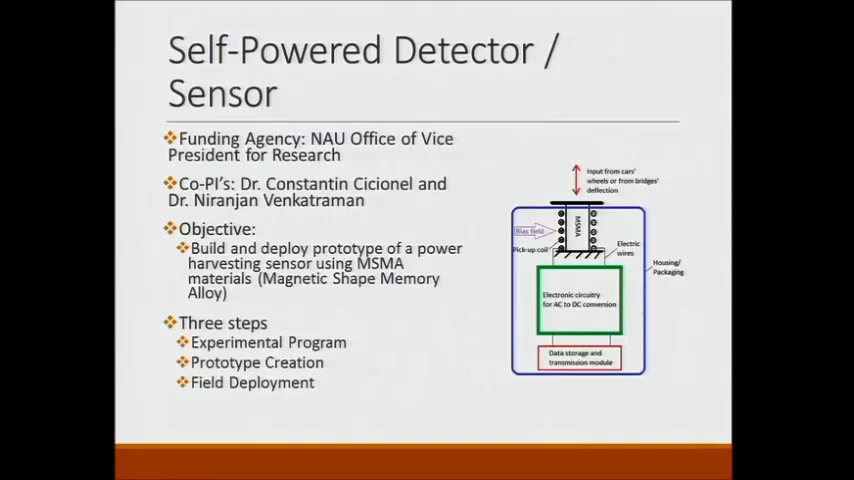 Self-Powered Detector /
Sensor
Funding Agency: NAU Office of Vice
President for Research
Co-PI's: Dr. Constantin Cicionel and
Dr. Niranjan Venkatraman
Objective:
Build and deploy prototype of a power
harvesting sensor using MSMA
materials (Magnetic Shape Memory
Alloy)
Three steps
Experimental Program
Prototype Creation
Field Deployment
Input from cars'
wheels or from bridges'
deflection
Bias field
MSMA
Pick-up coil
Electric
wires
Housing/
Packaging
Electronic circuitry
for AC to DC conversion
Data storage and
transmission module